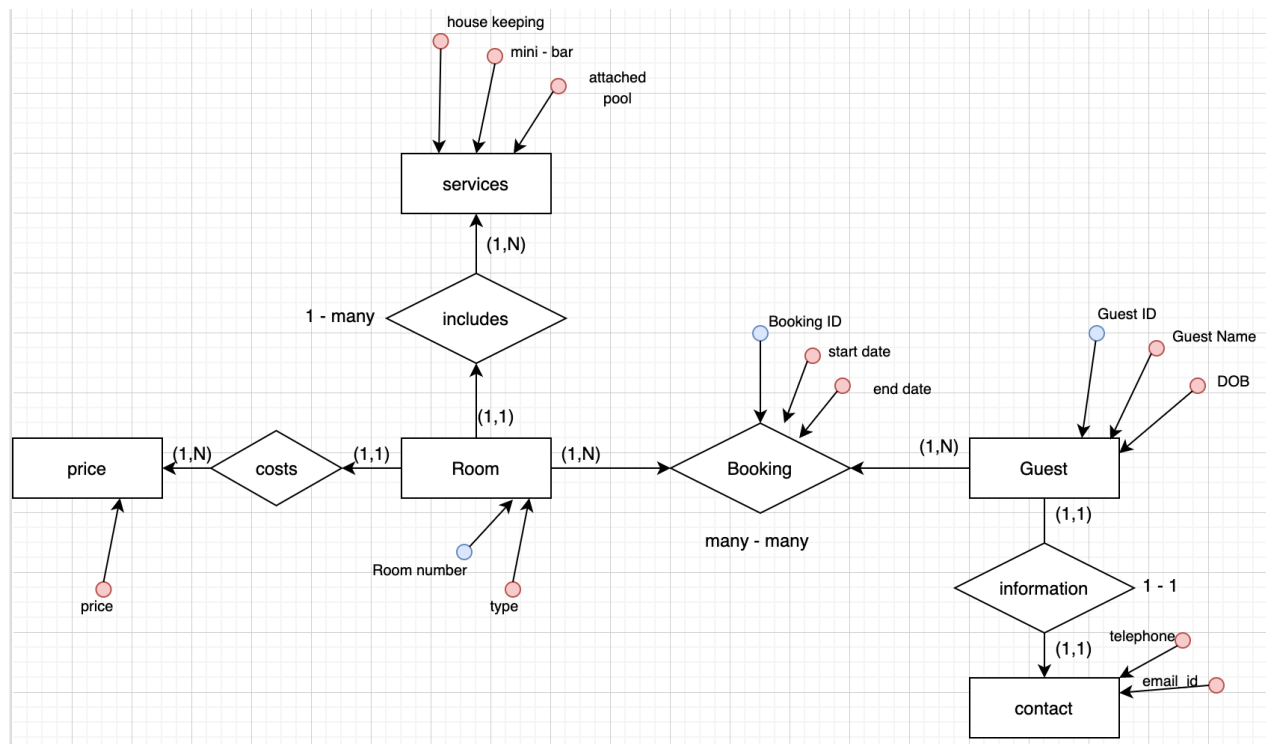 house keeping
mini - bar
attached
pool
services
(1,N)
1 - many
includes
(1,1)
Booking ID
start date
end date
Guest ID
Guest Name
DOB
price
(1,N)
costs
(1,1)
Room
(1,N)
Booking
(1,N)
Guest
many - many
(1,1)
Room number
type
price
information
1 - 1
telephone
(1,1)
email_id
contact